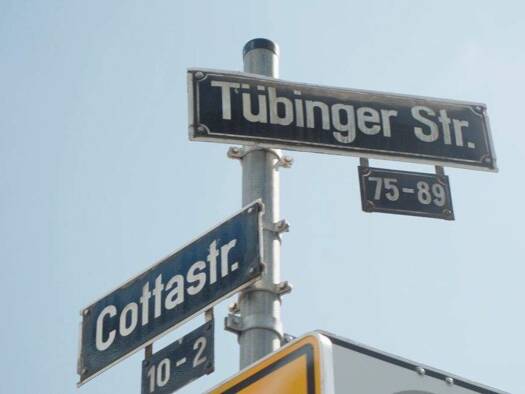 Tübinger Str.
75-89
Cottastr.
10-2